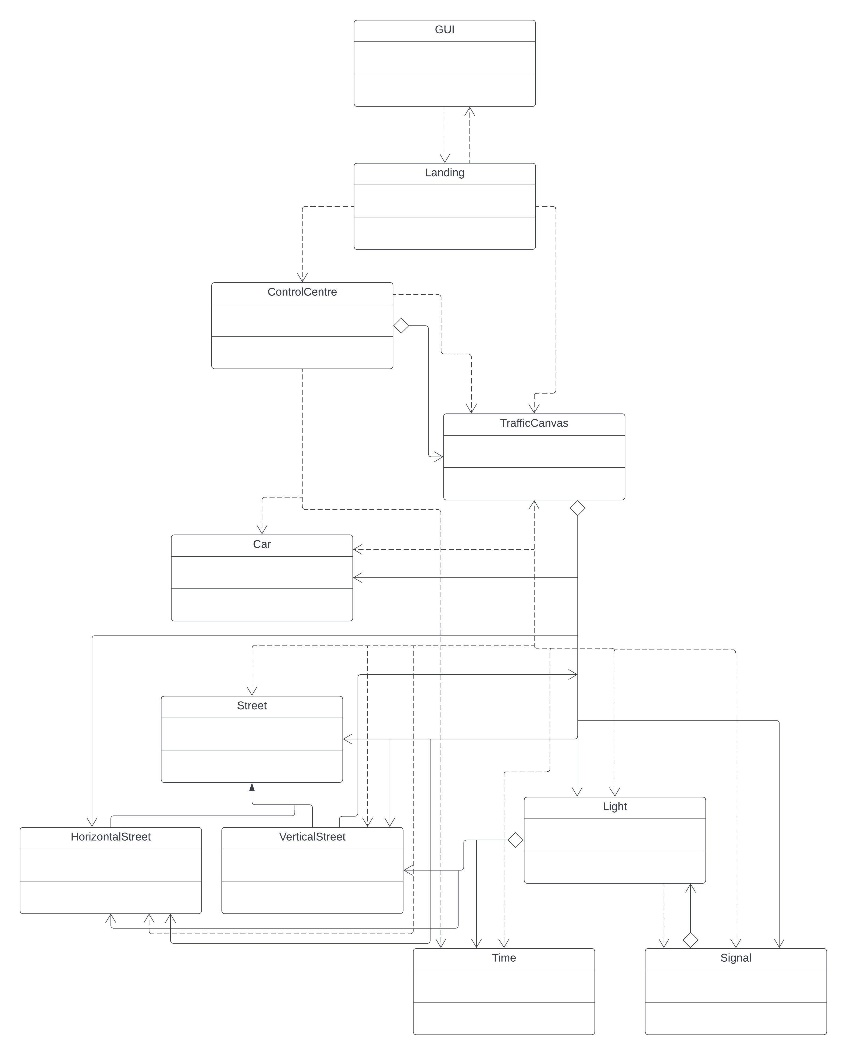 GUI
Landing
ControlCentre
TrafficCanvas
Car
Street
Light
HorizontalStreet
VerticalStreet
Time
Signal